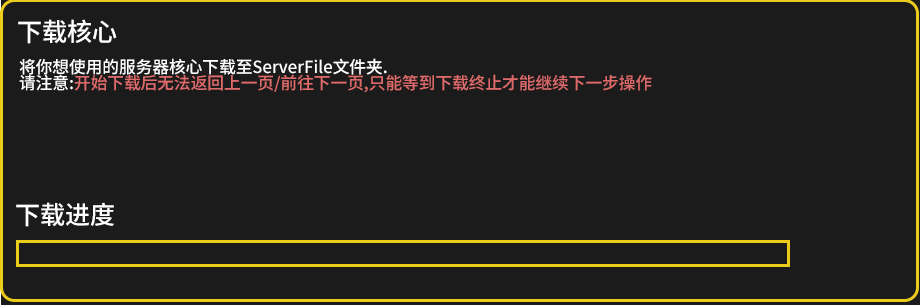 下载核心
将你想使用的服务器核心下载至ServerFile文件夹.
请注意:开始下载后无法返回上一页/前往下一页,只能等到下载终止才能继续下一步操作
下载进度